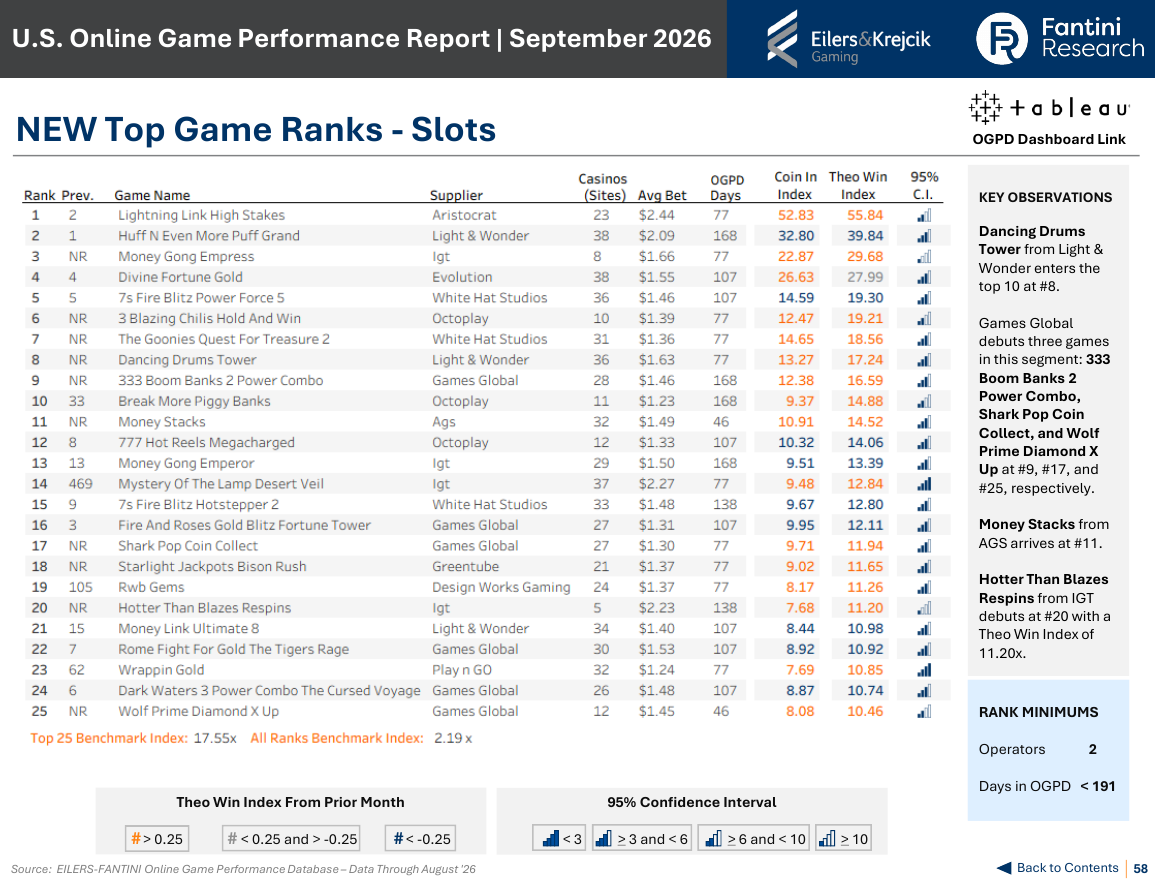 U.S. Online Game Performance Report | September 2026
Eilers&Krejcik
Gaming
Fantini
Research
NEW Top Game Ranks - Slots
+ a b | e a u
OGPD Dashboard Link
Rank Prev. Game Name Supplier Casinos (Sites) Avg Bet OGPD Days Coin In Index Theo Win Index 95% C.I.
1 2 Lightning Link High Stakes Aristocrat 23 $2.44 77 52.83 55.84
2 1 Huff N Even More Puff Grand Light & Wonder 38 $2.09 168 32.80 39.84
3 NR Money Gong Empress Igt 8 $1.66 77 22.87 29.68
4 4 Divine Fortune Gold Evolution 38 $1.55 107 26.63 27.99
5 5 7s Fire Blitz Power Force 5 White Hat Studios 36 $1.46 107 14.59 19.30
6 NR 3 Blazing Chilis Hold And Win Octoplay 10 $1.39 77 12.47 19.21
7 NR The Goonies Quest For Treasure 2 White Hat Studios 31 $1.36 77 14.65 18.56
8 NR Dancing Drums Tower Light & Wonder 36 $1.63 77 13.27 17.24
9 NR 333 Boom Banks 2 Power Combo Games Global 28 $1.46 168 12.38 16.59
10 33 Break More Piggy Banks Octoplay 11 $1.23 168 9.37 14.88
11 NR Money Stacks Ags 32 $1.49 46 10.91 14.52
12 8 777 Hot Reels Megacharged Octoplay 12 $1.33 107 10.32 14.06
13 13 Money Gong Emperor Igt 29 $1.50 168 9.51 13.39
14 469 Mystery Of The Lamp Desert Veil Igt 37 $2.27 77 9.48 12.84
15 9 7s Fire Blitz Hotstepper 2 White Hat Studios 33 $1.48 138 9.67 12.80
16 3 Fire And Roses Gold Blitz Fortune Tower Games Global 27 $1.31 107 9.95 12.11
17 NR Shark Pop Coin Collect Games Global 27 $1.30 77 9.71 11.94
18 NR Starlight Jackpots Bison Rush Greentube 21 $1.37 77 9.02 11.65
19 105 Rwb Gems Design Works Gaming 24 $1.37 77 8.17 11.26
20 NR Hotter Than Blazes Respins Igt 5 $2.23 138 7.68 11.20
21 15 Money Link Ultimate 8 Light & Wonder 34 $1.40 107 8.44 10.98
22 7 Rome Fight For Gold The Tigers Rage Games Global 30 $1.53 107 8.92 10.92
23 62 Wrappin Gold Play n GO 32 $1.24 77 7.69 10.85
24 6 Dark Waters 3 Power Combo The Cursed Voyage Games Global 26 $1.48 107 8.87 10.74
25 NR Wolf Prime Diamond X Up Games Global 12 $1.45 46 8.08 10.46
Top 25 Benchmark Index: 17.55x All Ranks Benchmark Index: 2.19 x
KEY OBSERVATIONS
Dancing Drums
Tower from Light &
Wonder enters the
top 10 at #8.
Games Global
debuts three games
in this segment: 333
Boom Banks 2
Power Combo,
Shark Pop Coin
Collect, and Wolf
Prime Diamond X
Up at #9, #17, and
#25, respectively.
Money Stacks from
AGS arrives at #11.
Hotter Than Blazes
Respins from IGT
debuts at #20 with a
Theo Win Index of
11.20x.
RANK MINIMUMS
Operators 2
Days in OGPD < 191
Theo Win Index From Prior Month
# > 0.25 # < 0.25 and > -0.25 # < -0.25
95% Confidence Interval
< 3 ≥ 3 and < 6 ≥ 6 and < 10 ≥ 10
Source: EILERS-FANTINI Online Game Performance Database – Data Through August '26
Back to Contents | 58